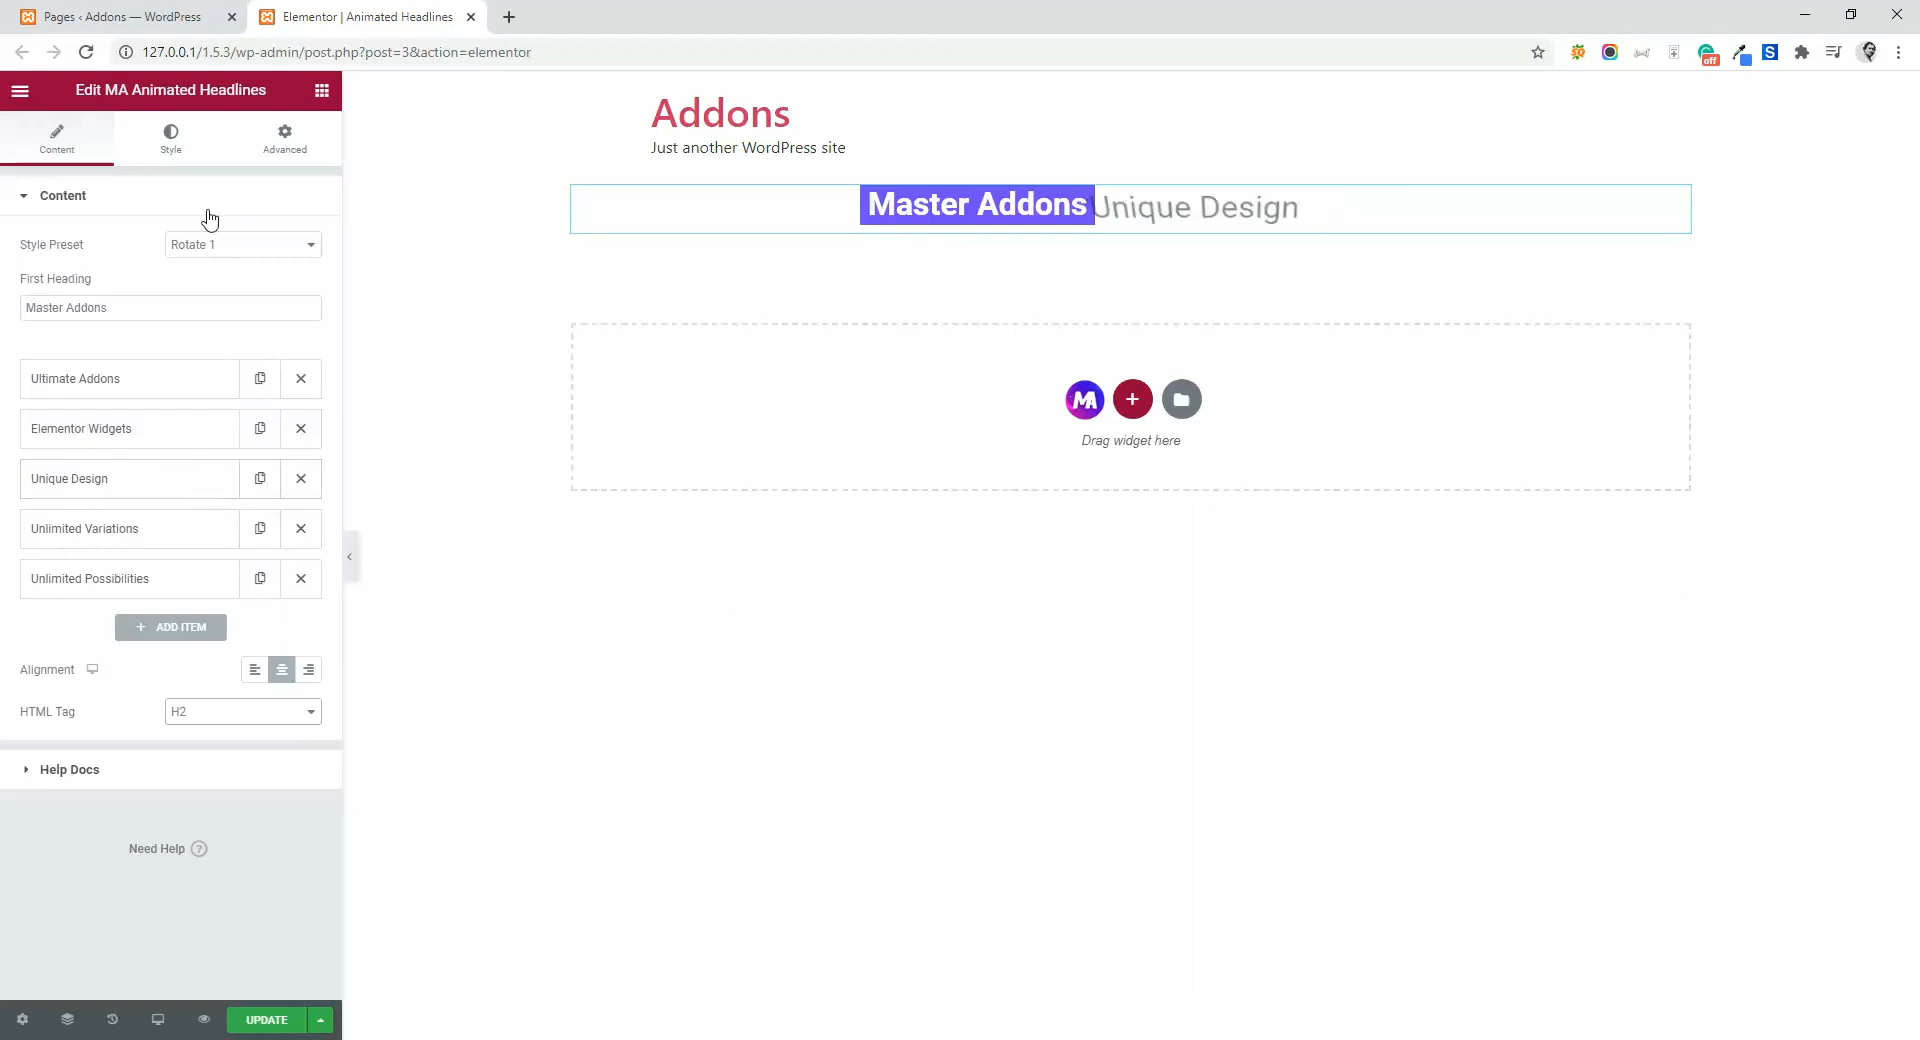 Pages ‹ Addons — WordPress
Elementor | Animated Headlines
127.0.0.1/1.5.3/wp-admin/post.php?post=3&action=elementor
off
S
Edit MA Animated Headlines
Content
Style
Advanced
Content
Style Preset
Rotate 1
First Heading
Master Addons
Ultimate Addons
Elementor Widgets
Unique Design
Unlimited Variations
Unlimited Possibilities
+ ADD ITEM
Alignment
HTML Tag
H2
Help Docs
Need Help ?
UPDATE
Addons
Just another WordPress site
Master Addons Unique Design
MA
Drag widget here